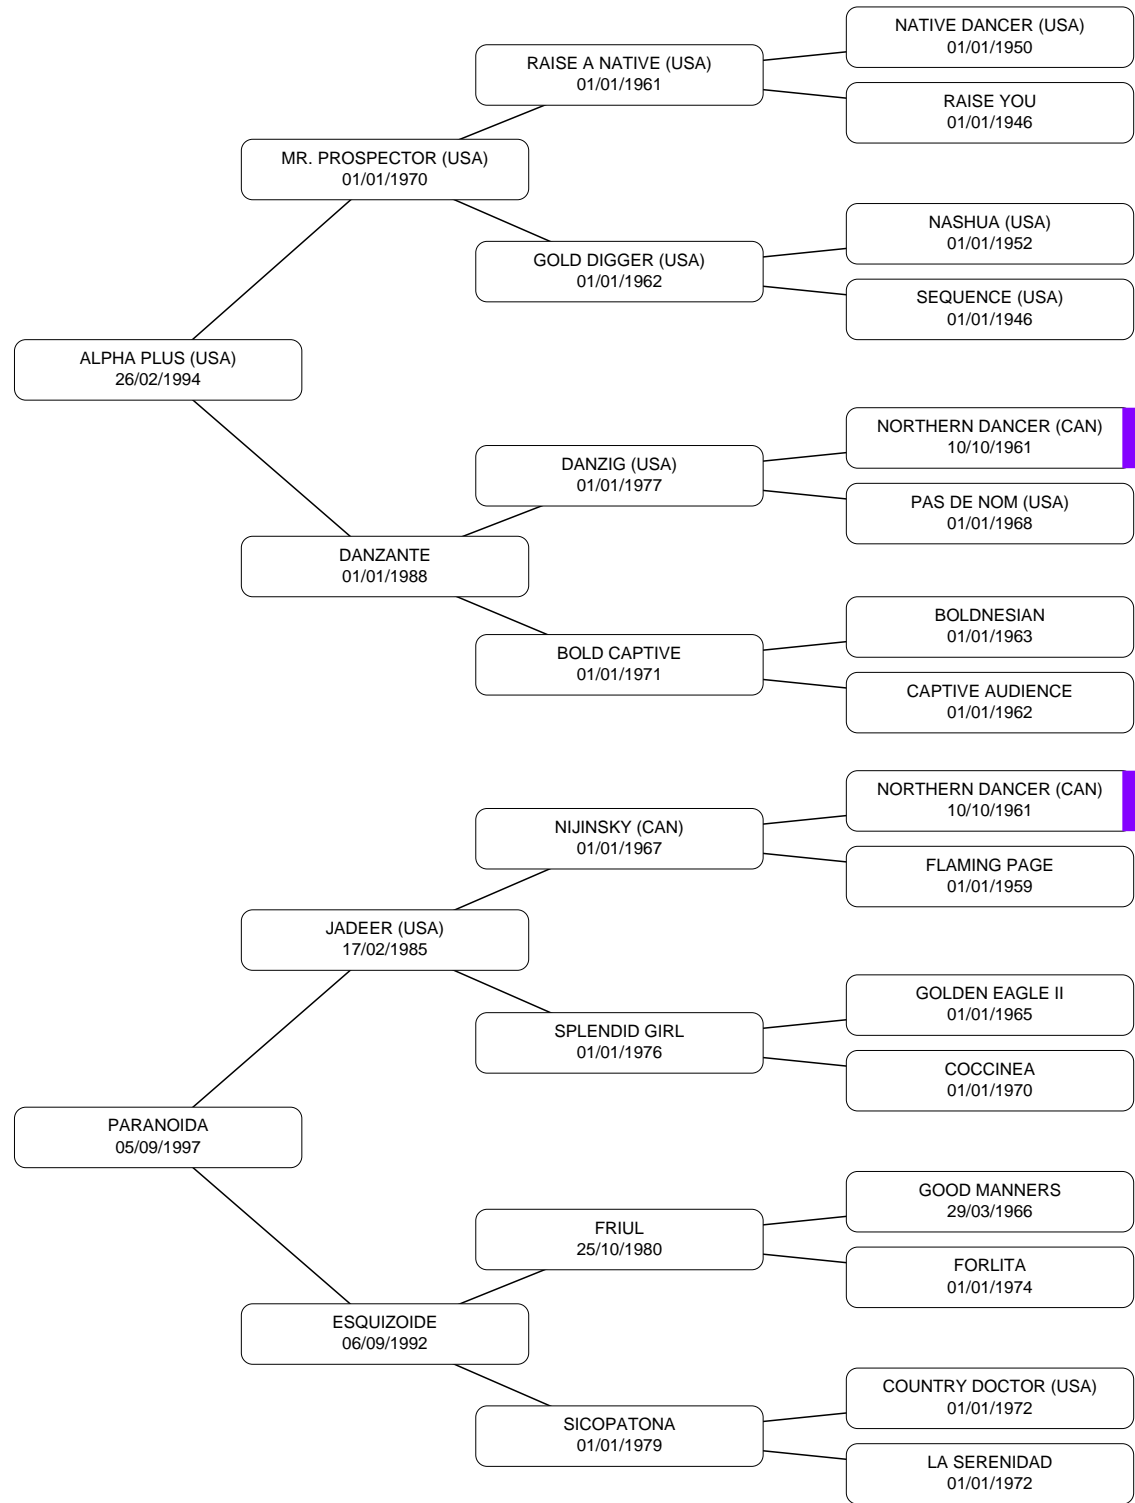 NATIVE DANCER (USA)
01/01/1950
RAISE A NATIVE (USA)
01/01/1961
RAISE YOU
01/01/1946
MR. PROSPECTOR (USA)
01/01/1970
NASHUA (USA)
01/01/1952
GOLD DIGGER (USA)
01/01/1962
SEQUENCE (USA)
01/01/1946
ALPHA PLUS (USA)
26/02/1994
NORTHERN DANCER (CAN)
10/10/1961
DANZIG (USA)
01/01/1977
PAS DE NOM (USA)
01/01/1968
DANZANTE
01/01/1988
BOLDNESIAN
01/01/1963
BOLD CAPTIVE
01/01/1971
CAPTIVE AUDIENCE
01/01/1962
NORTHERN DANCER (CAN)
10/10/1961
NIJINSKY (CAN)
01/01/1967
FLAMING PAGE
01/01/1959
JADEER (USA)
17/02/1985
GOLDEN EAGLE II
01/01/1965
SPLENDID GIRL
01/01/1976
COCCINEA
01/01/1970
PARANOIDA
05/09/1997
GOOD MANNERS
29/03/1966
FRIUL
25/10/1980
FORLITA
01/01/1974
ESQUIZOIDE
06/09/1992
COUNTRY DOCTOR (USA)
01/01/1972
SICOPATONA
01/01/1979
LA SERENIDAD
01/01/1972